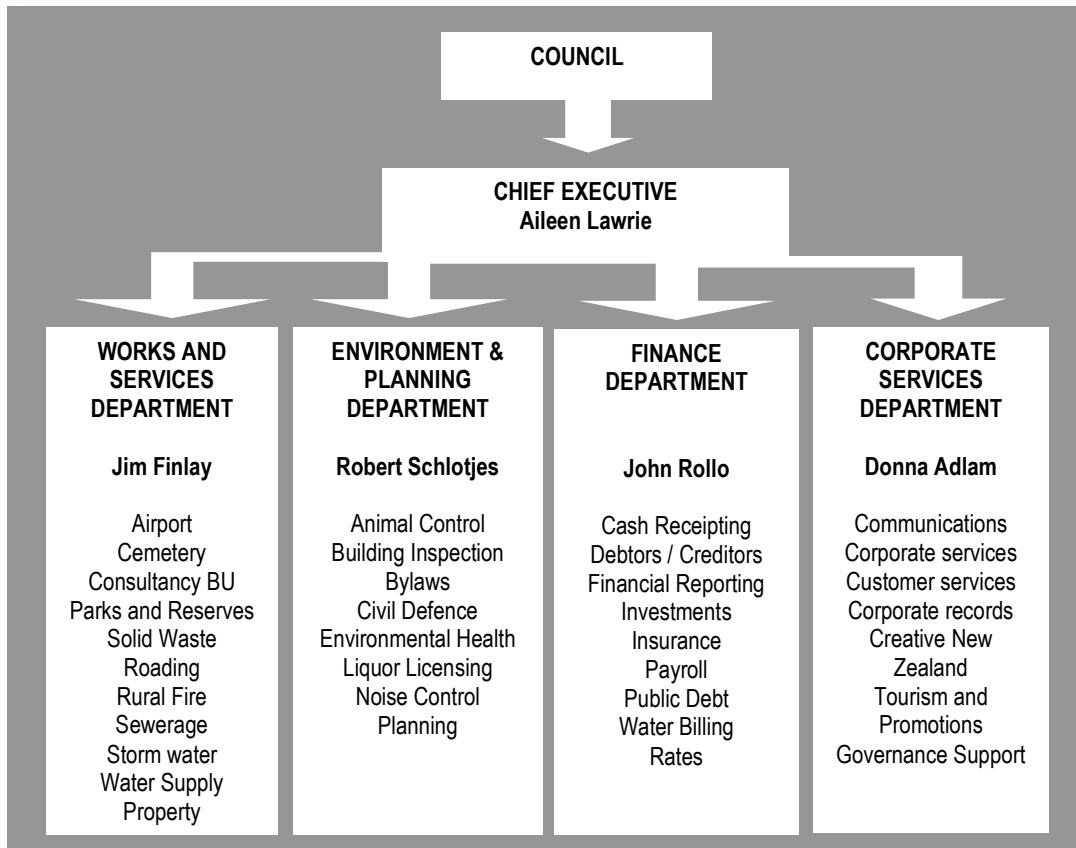 COUNCIL
CHIEF EXECUTIVE
Aileen Lawrie
WORKS AND
SERVICES
DEPARTMENT
Jim Finlay
Airport
Cemetery
Consultancy BU
Parks and Reserves
Solid Waste
Roading
Rural Fire
Sewerage
Storm water
Water Supply
Property
ENVIRONMENT &
PLANNING
DEPARTMENT
Robert Schlotjes
Animal Control
Building Inspection
Bylaws
Civil Defence
Environmental Health
Liquor Licensing
Noise Control
Planning
FINANCE
DEPARTMENT
John Rollo
Cash Receipting
Debtors / Creditors
Financial Reporting
Investments
Insurance
Payroll
Public Debt
Water Billing
Rates
CORPORATE
SERVICES
DEPARTMENT
Donna Adlam
Communications
Corporate services
Customer services
Corporate records
Creative New
Zealand
Tourism and
Promotions
Governance Support